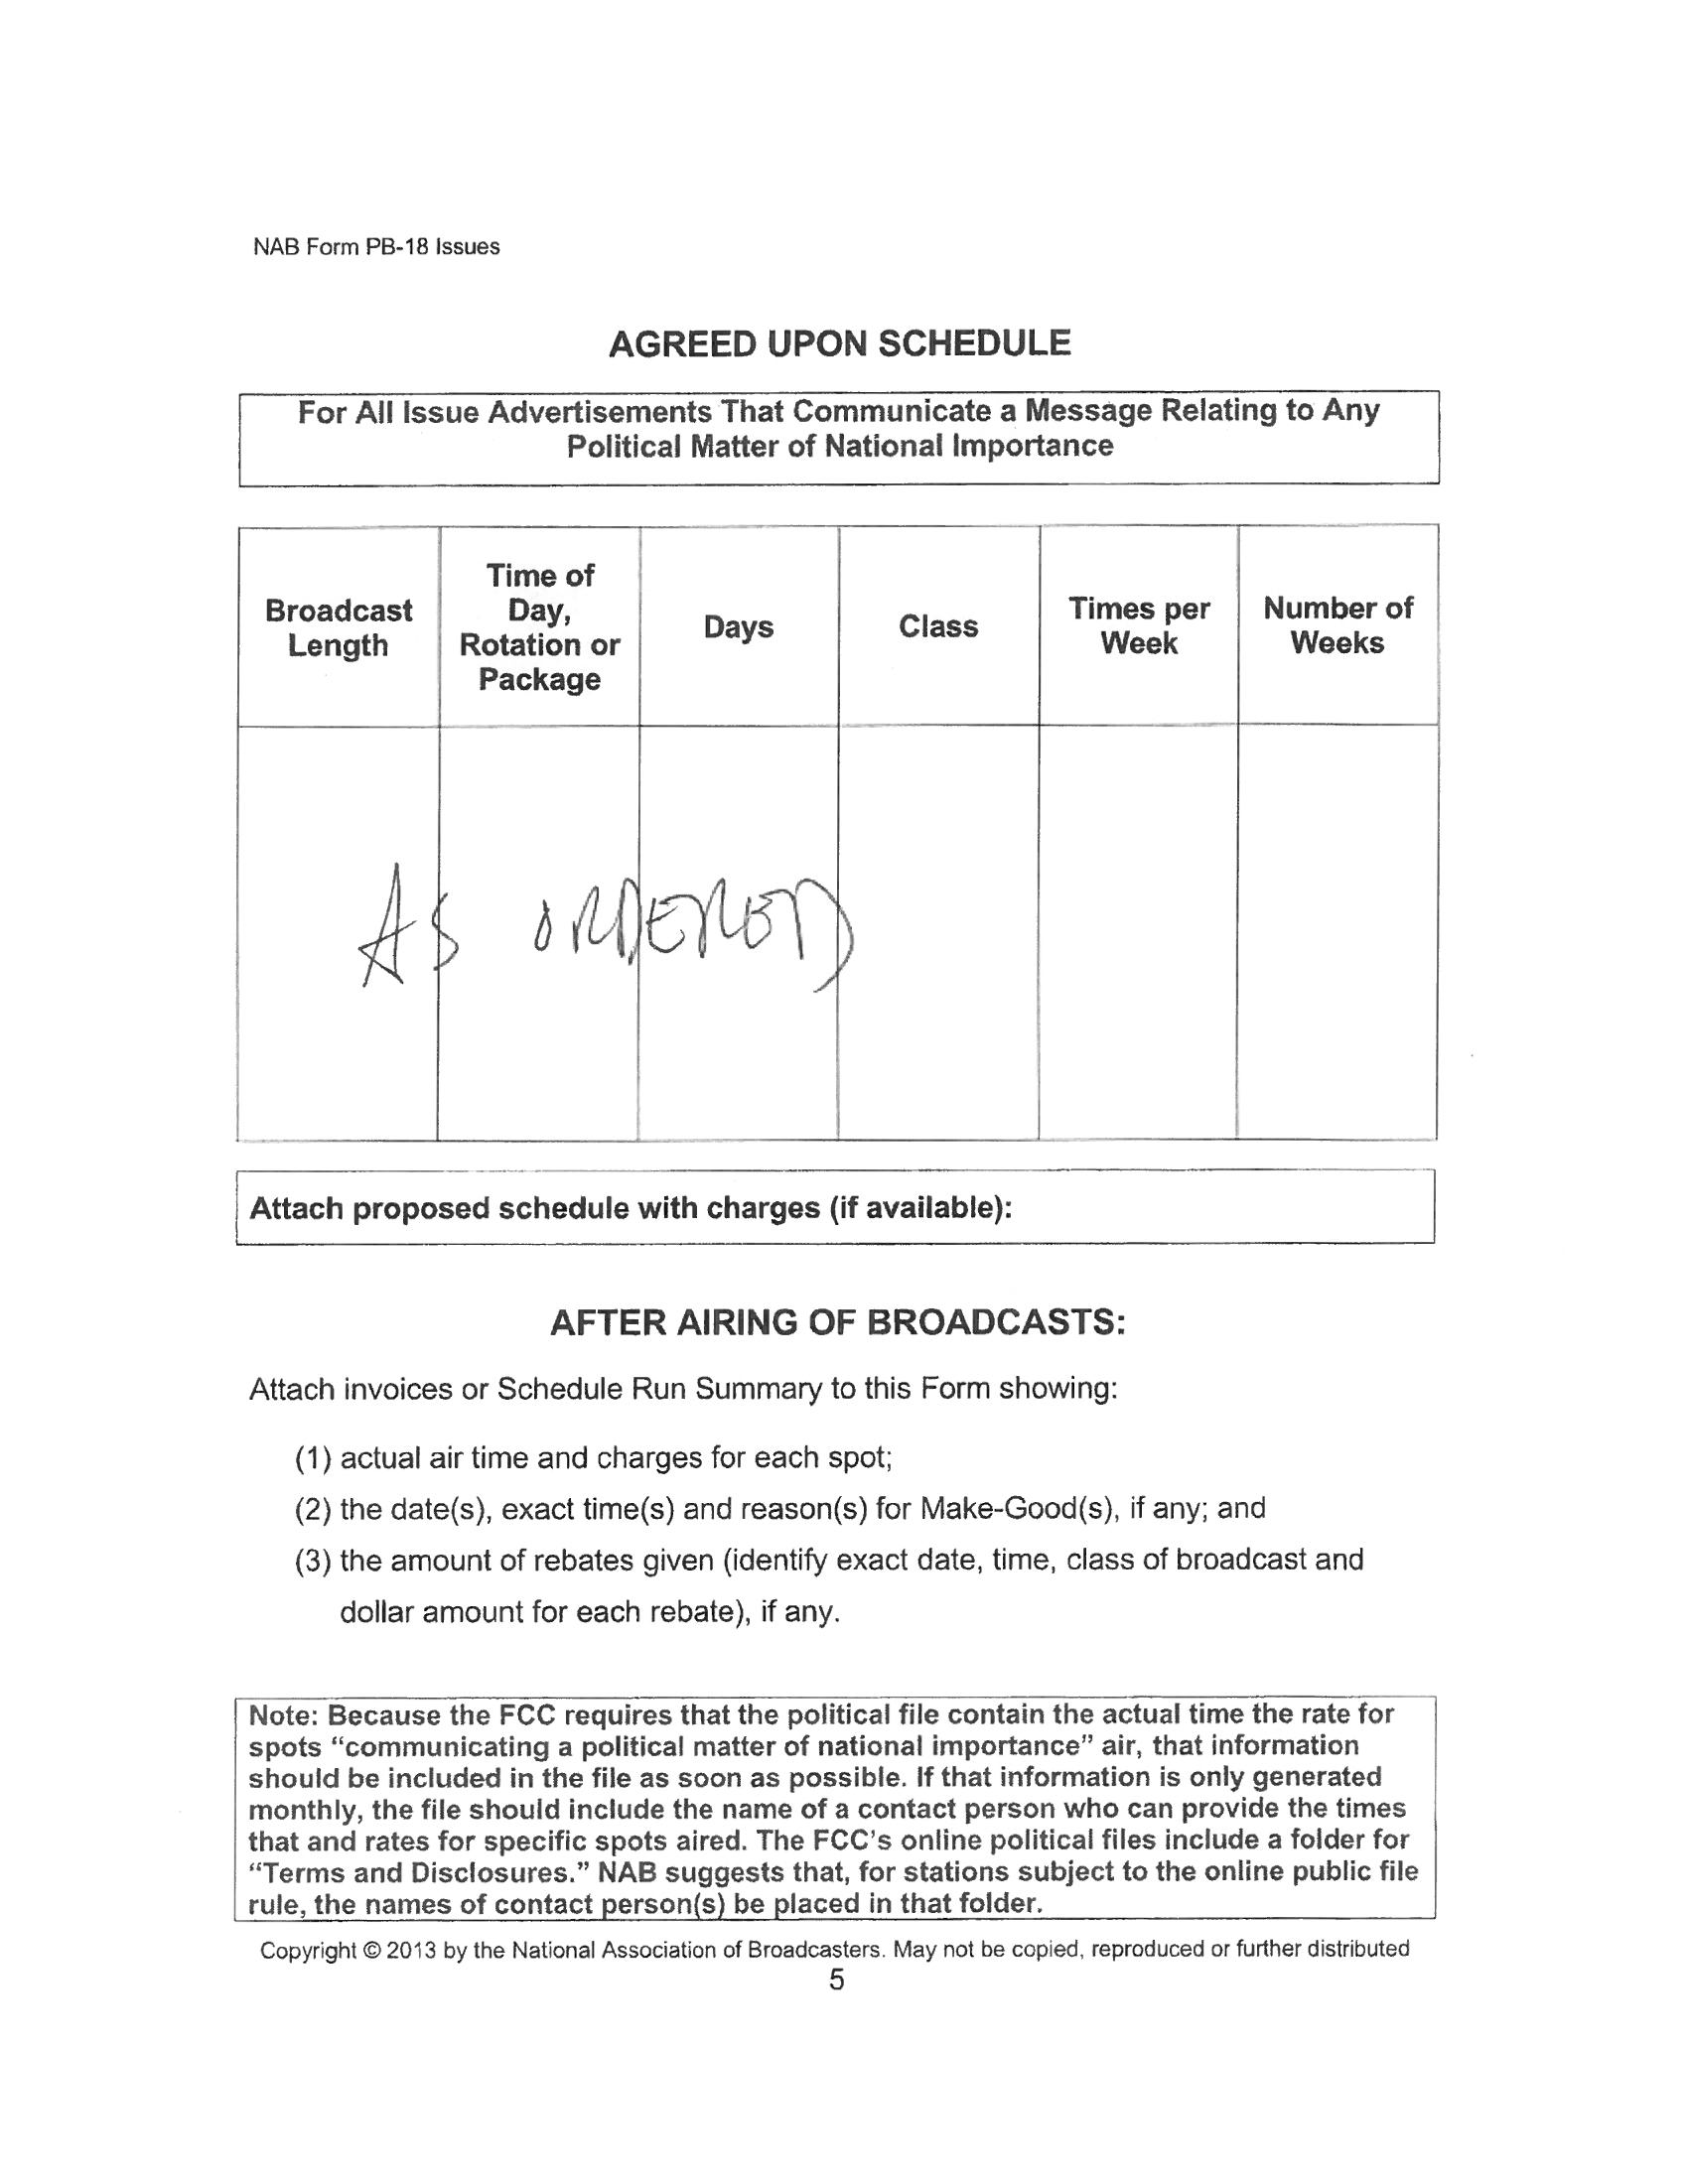 NAB Form PB-18 Issues
AGREED UPON SCHEDULE
For All Issue Advertisements That Communicate a Message Relating to Any
Political Matter of National Importance
Broadcast
Length
Time of
Day,
Rotation or
Package
Days
Class
Times per
Week
Number of
Weeks
AS ORDERED
Attach proposed schedule with charges (if available):
AFTER AIRING OF BROADCASTS:
Attach invoices or Schedule Run Summary to this Form showing:
(1) actual air time and charges for each spot;
(2) the date(s), exact time(s) and reason(s) for Make-Good(s), if any; and
(3) the amount of rebates given (identify exact date, time, class of broadcast and
dollar amount for each rebate), if any.
Note: Because the FCC requires that the political file contain the actual time the rate for
spots “communicating a political matter of national importance” air, that information
should be included in the file as soon as possible. If that information is only generated
monthly, the file should include the name of a contact person who can provide the times
that and rates for specific spots aired. The FCC’s online political files include a folder for
“Terms and Disclosures.” NAB suggests that, for stations subject to the online public file
rule, the names of contact person(s) be placed in that folder.
Copyright © 2013 by the National Association of Broadcasters. May not be copied, reproduced or further distributed
5